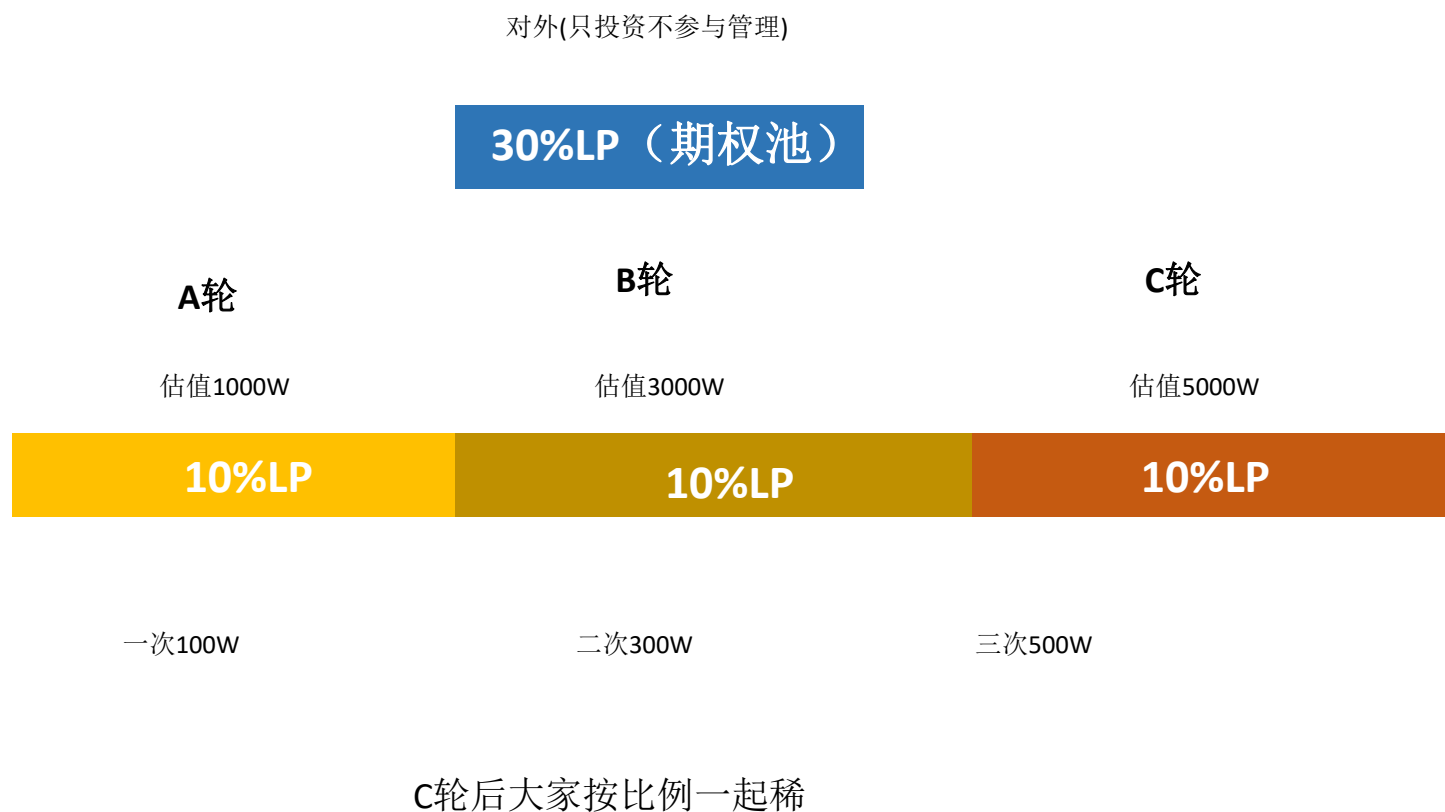 对外(只投资不参与管理)
30%LP（期权池）
A轮
B轮
C轮
估值1000W
估值3000W
估值5000W
10%LP
10%LP
10%LP
一次100W
二次300W
三次500W
C轮后大家按比例一起稀